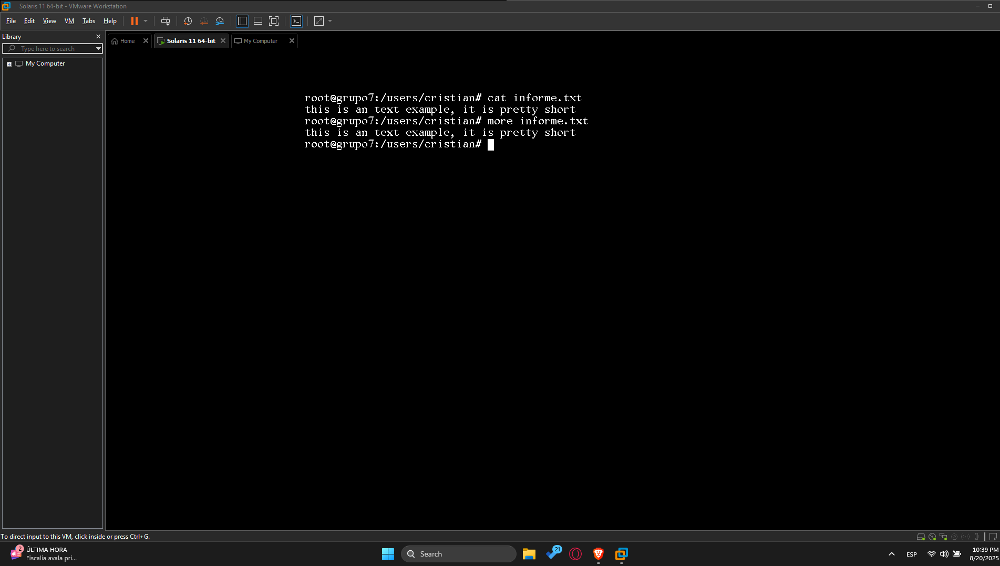 Solaris 11 64-bit - VMware Workstation
File Edit View VM Tabs Help
Library
Type here to search
My Computer
Home
Solaris 11 64-bit
My Computer
root@grupo7:/users/cristian# cat informe.txt
this is an text example, it is pretty short
root@grupo7:/users/cristian# more informe.txt
this is an text example, it is pretty short
root@grupo7:/users/cristian#
To direct input to this VM, click inside or press Ctrl+G.
2
ÚLTIMA HORA
Fiscalía avala pri...
Search
21
ESP
10:39 PM
8/20/2025